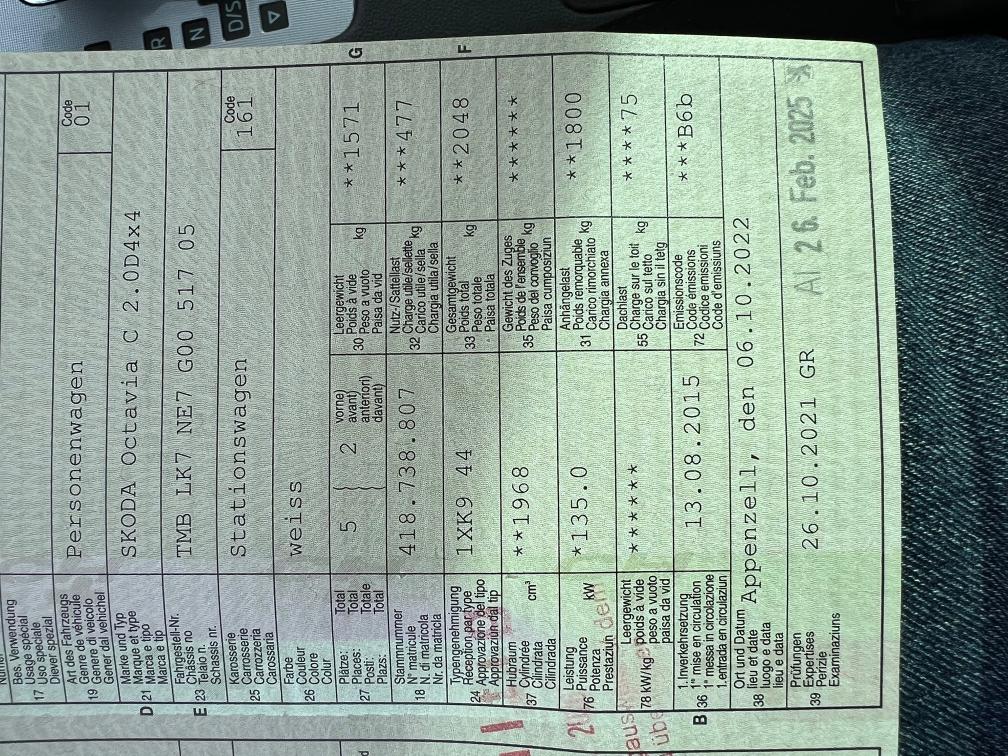 R
N
D/S
17 Bes. Verwendung
Usage spécial
Uso speciale
Diever spezial
Art des Fahrzeugs Personenwagen Code
Genre de véhicule 01
19 Genere di veicolo
Gener dal vehichel
D 21 Marke und Typ SKODA Octavia C 2.0D4x4
Marque et type
Marca e tipo
Marca e tip
E 23 Fahrgestell-Nr. TMB LK7 NE7 G00 517 05
Châssis no
Telaio n.
Schassis nr.
Karosserie Stationswagen Code
25 Carrosserie 161
Carrozzeria
Carossaria
26 Farbe weiss
Couleur
Colore
Colur
27 Plätze: Total 5 2 vorne)
Places: Total avant)
Posti: Totale anteriori)
Plazs: Total davant)
30 Leergewicht kg **1571 G
Poids à vide
Peso a vuoto
Paisa da vid
18 Stammnummer 418.738.807
N° matricule
N. di matricola
Nr. da matricla
32 Nutz-/Sattellast kg ***477
Charge utile/sellette
Carico utile/sella
Chargia utila/sella
24 Typengenehmigung 1XK9 44
Réception par type
Approvazione del tipo
Approvaziun dal tip
33 Gesamtgewicht kg **2048 F
Poids total
Peso totale
Paisa totala
37 Hubraum cm³ **1968
Cylindrée
Cilindrata
Cilindrada
35 Gewicht des Zuges kg ******
Poids de l'ensemble
Peso del convoglio
Paisa cumposiziun
76 Leistung kW *135.0
Puissance
Potenza
Prestaziun
31 Anhängelast kg **1800
Poids remorquable
Carico rimorchiato
Chargia annexa
78 kW/kg Leergewicht ******
Poids à vide
Peso a vuoto
Paisa da vid
55 Dachlast kg ****75
Charge sur le toit
Carico sul tetto
Chargia sin il tetg
B 36 1. Inverkehrsetzung 13.08.2015
1re mise en circulation
1a messa in circolazione
1. entrada en circulaziun
72 Emissionscode ***B6b
Code émissions
Codice emissioni
Code d'emissiuns
38 Ort und Datum Appenzell, den 06.10.2022
lieu et date
luogo e data
lieu e data
39 Prüfungen 26.10.2021 GR AI 26. Feb. 2025
Expertises
Perizie
Examinaziuns